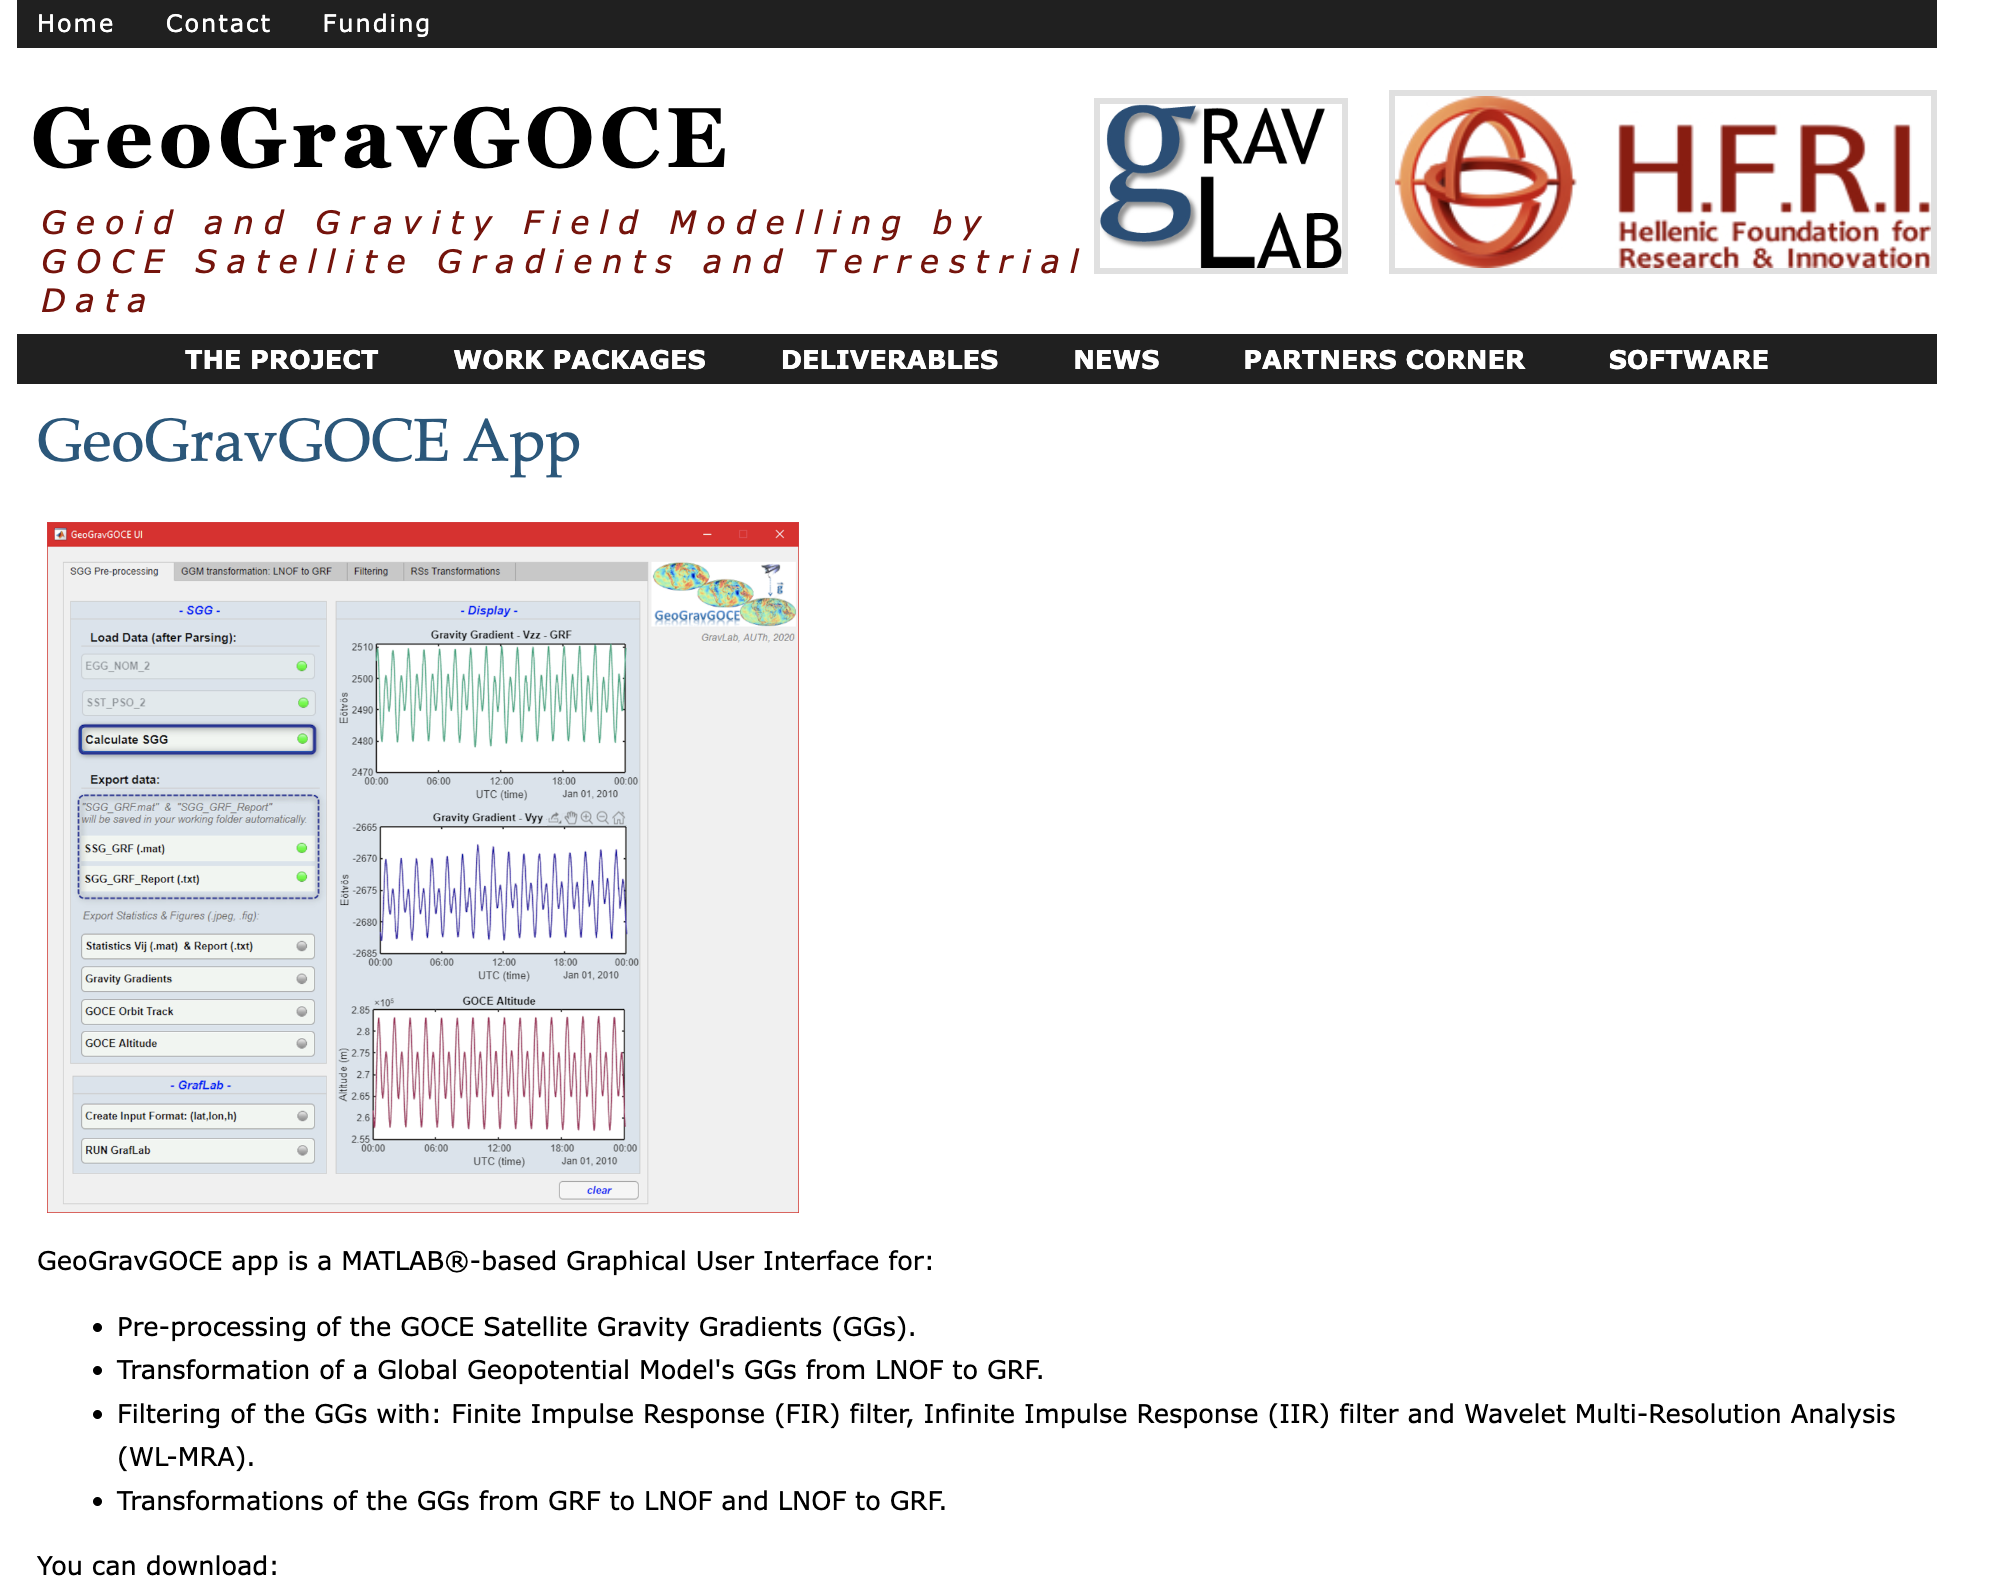 Home Contact Funding
GeoGravGOCE
Geoid and Gravity Field Modelling by
GOCE Satellite Gradients and Terrestrial
Data
gRAV
LAB
H.F.R.I.
Hellenic Foundation for
Research & Innovation
THE PROJECT WORK PACKAGES DELIVERABLES NEWS PARTNERS CORNER SOFTWARE
GeoGravGOCE App
GeoGravGOCE UI
SGG Pre-processing GGM transformation: LNOF to GRF Filtering RSs Transformations
- SGG -
Load Data (after Parsing):
EGG_NOM_2
SST_PSO_2
Calculate SGG
Export data:
"SGG_GRF.mat" & "SGG_GRF_Report"
will be saved in your working folder automatically.
SSG_GRF (.mat)
SGG_GRF_Report (.txt)
Export Statistics & Figures (.jpeg, .fig):
Statistics Vij (.mat) & Report (.txt)
Gravity Gradients
GOCE Orbit Track
GOCE Altitude
- GrafLab -
Create Input Format: (lat,lon,h)
RUN GrafLab
- Display -
Gravity Gradient - Vzz - GRF
2510
2500
2490
2480
2470
Eötvös
00:00 06:00 12:00 18:00 00:00
UTC (time) Jan 01, 2010
Gravity Gradient - Vyy
-2665
-2670
-2675
-2680
-2685
Eötvös
00:00 06:00 12:00 18:00 00:00
UTC (time) Jan 01, 2010
×10⁵ GOCE Altitude
2.85
2.8
2.75
2.7
2.65
2.6
2.55
Altitude (m)
00:00 06:00 12:00 18:00 00:00
UTC (time) Jan 01, 2010
clear
GeoGravGOCE
GravLab, AUTh, 2020
GeoGravGOCE app is a MATLAB®-based Graphical User Interface for:
• Pre-processing of the GOCE Satellite Gravity Gradients (GGs).
• Transformation of a Global Geopotential Model's GGs from LNOF to GRF.
• Filtering of the GGs with: Finite Impulse Response (FIR) filter, Infinite Impulse Response (IIR) filter and Wavelet Multi-Resolution Analysis
(WL-MRA).
• Transformations of the GGs from GRF to LNOF and LNOF to GRF.
You can download: